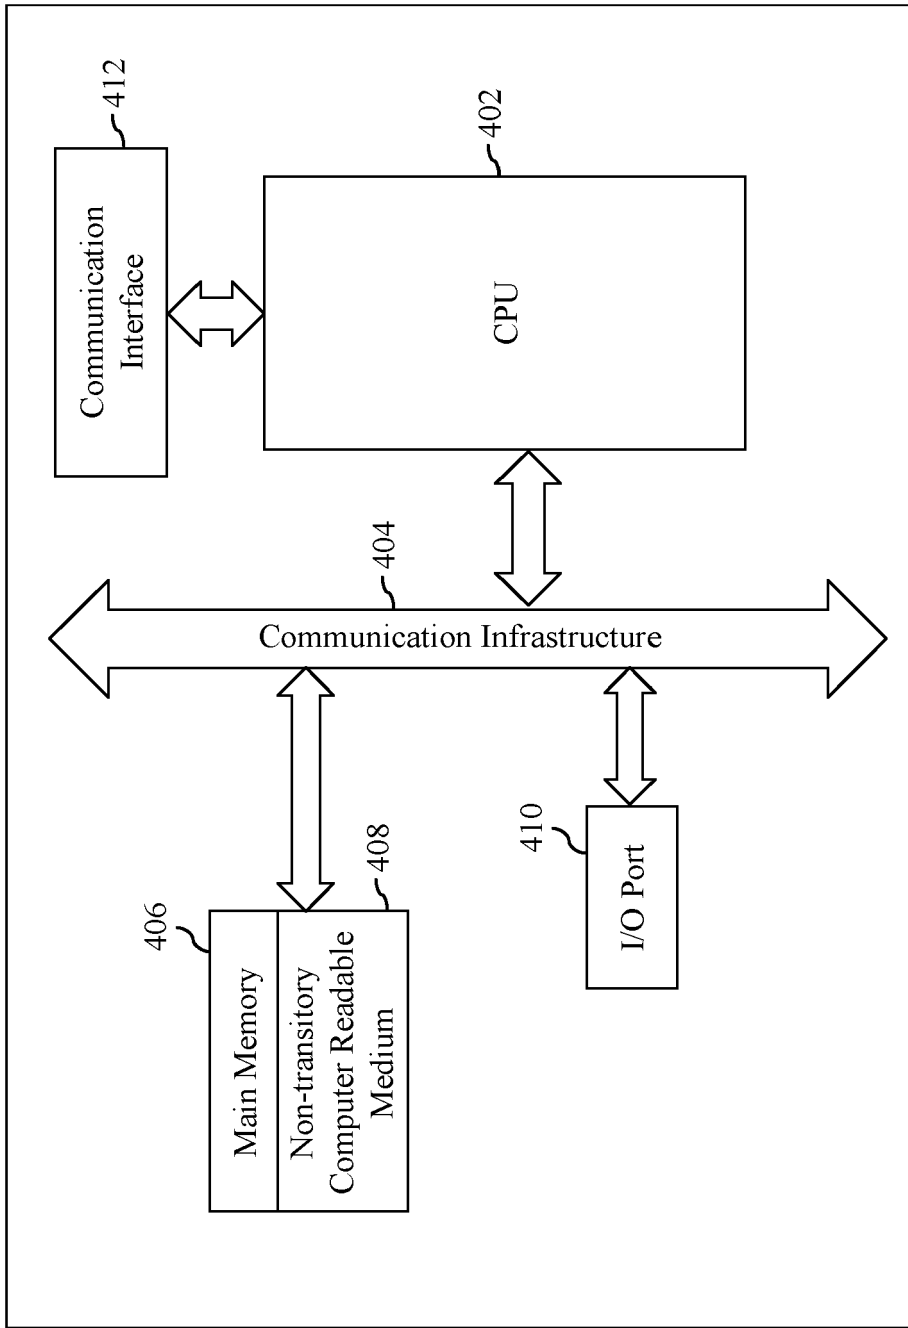 406
Main Memory
Non-transitory
Computer Readable
Medium
408
410
I/O Port
Communication Infrastructure
404
412
Communication
Interface
402
CPU